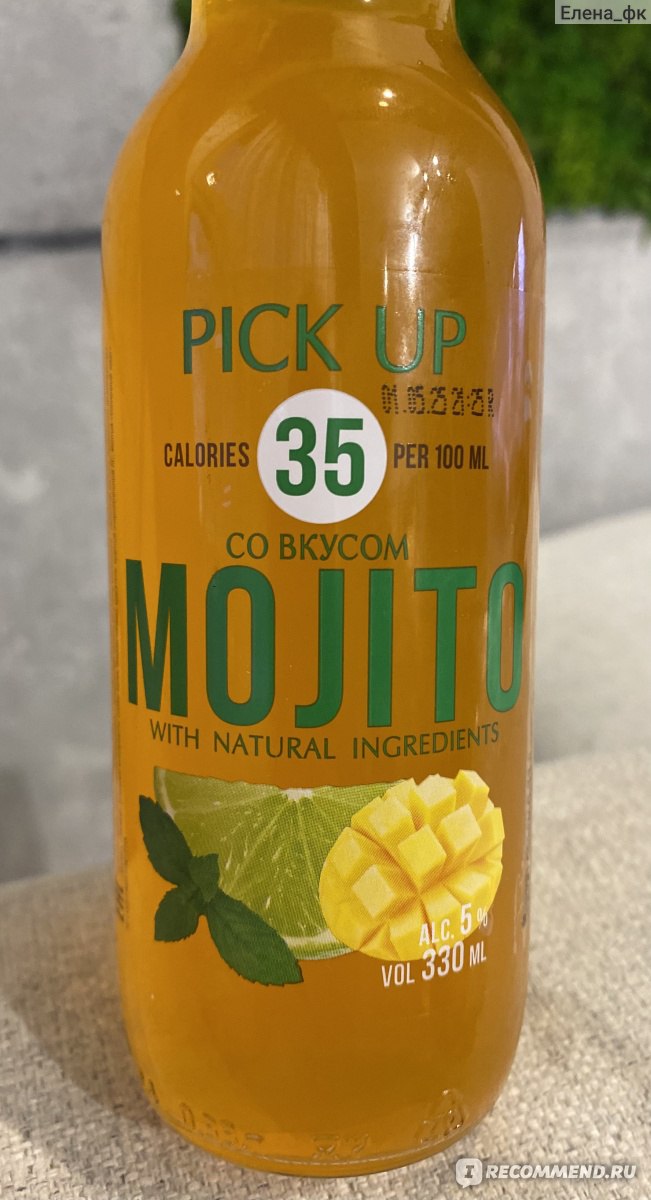 Елена_фк
PICK UP
CALORIES 35 PER 100 ML
СО ВКУСОМ
MOJITO
WITH NATURAL INGREDIENTS
ALC. 5 %
VOL 330 ML
IRECOMMEND.RU